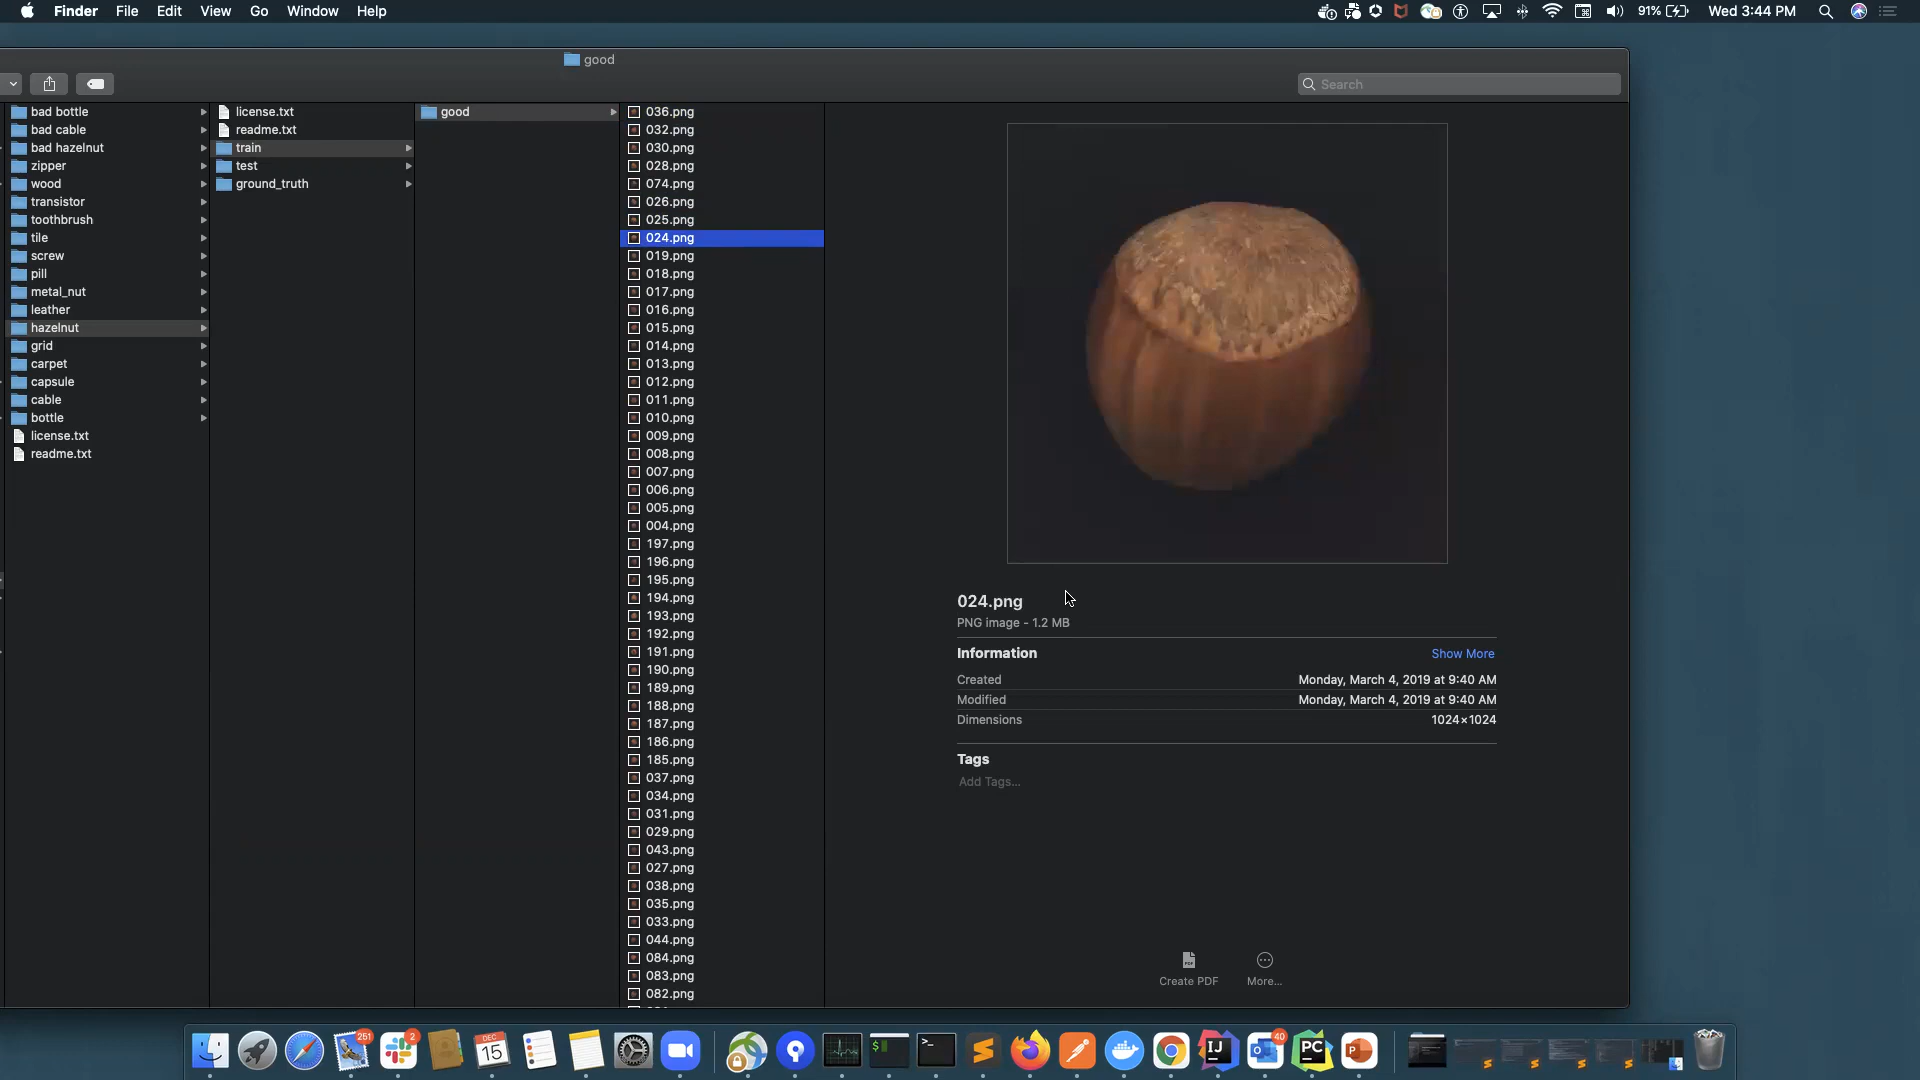 Finder File Edit View Go Window Help
91% Wed 3:44 PM
good
Search
bad bottle
bad cable
bad hazelnut
zipper
wood
transistor
toothbrush
tile
screw
pill
metal_nut
leather
hazelnut
grid
carpet
capsule
cable
bottle
license.txt
readme.txt
license.txt
readme.txt
train
test
ground_truth
good
036.png
032.png
030.png
028.png
074.png
026.png
025.png
024.png
019.png
018.png
017.png
016.png
015.png
014.png
013.png
012.png
011.png
010.png
009.png
008.png
007.png
006.png
005.png
004.png
197.png
196.png
195.png
194.png
193.png
192.png
191.png
190.png
189.png
188.png
187.png
186.png
185.png
037.png
034.png
031.png
029.png
043.png
027.png
038.png
035.png
033.png
044.png
084.png
083.png
082.png
024.png
PNG image - 1.2 MB
Information Show More
Created Monday, March 4, 2019 at 9:40 AM
Modified Monday, March 4, 2019 at 9:40 AM
Dimensions 1024×1024
Tags
Add Tags...
Create PDF More...
251
2
DEC
15
40
IJ
PC
P